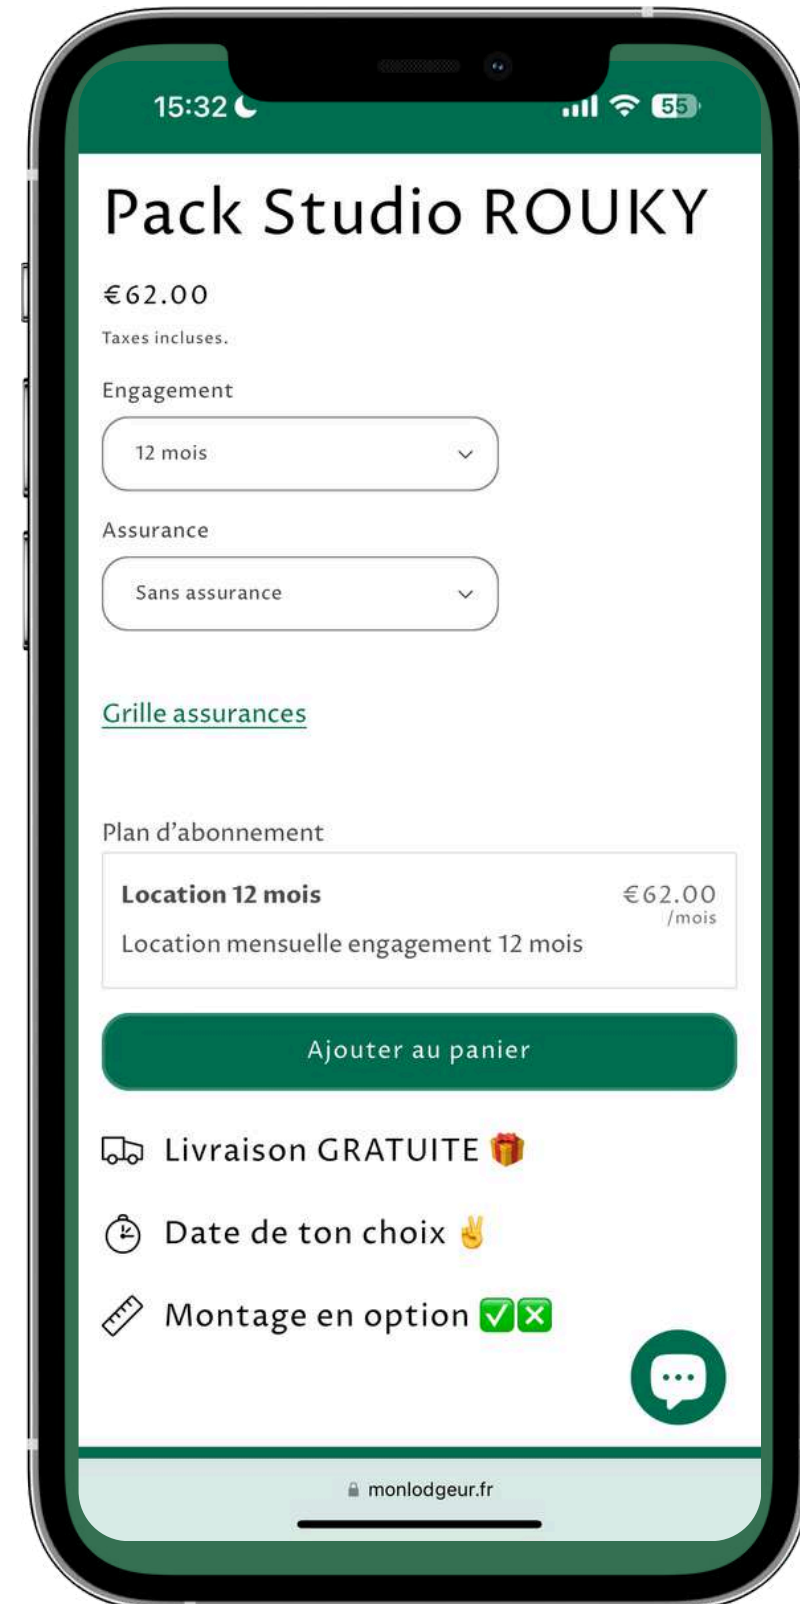 15:32
55
Pack Studio ROUKY
€62.00
Taxes incluses.
Engagement
12 mois
Assurance
Sans assurance
Grille assurances
Plan d'abonnement
Location 12 mois
€62.00
/mois
Location mensuelle engagement 12 mois
Ajouter au panier
Livraison GRATUITE 🎁
Date de ton choix ✌️
Montage en option ✅❎
monlodgeur.fr